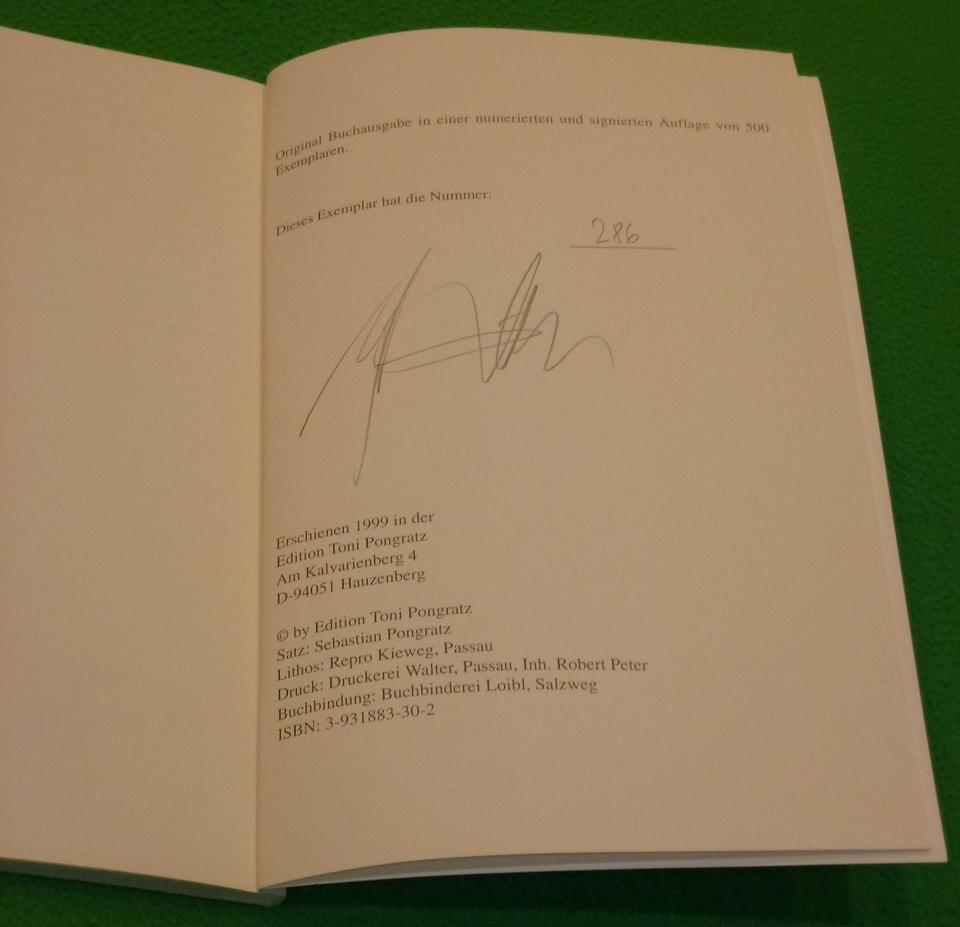 Original Buchausgabe in einer numerierten und signierten Auflage von 500
Exemplaren.
Dieses Exemplar hat die Nummer:
286
Erschienen 1999 in der
Edition Toni Pongratz
Am Kalvarienberg 4
D-94051 Hauzenberg
© by Edition Toni Pongratz
Satz: Sebastian Pongratz
Lithos: Repro Kieweg, Passau
Druck: Druckerei Walter, Passau, Inh. Robert Peter
Buchbindung: Buchbinderei Loibl, Salzweg
ISBN: 3-931883-30-2